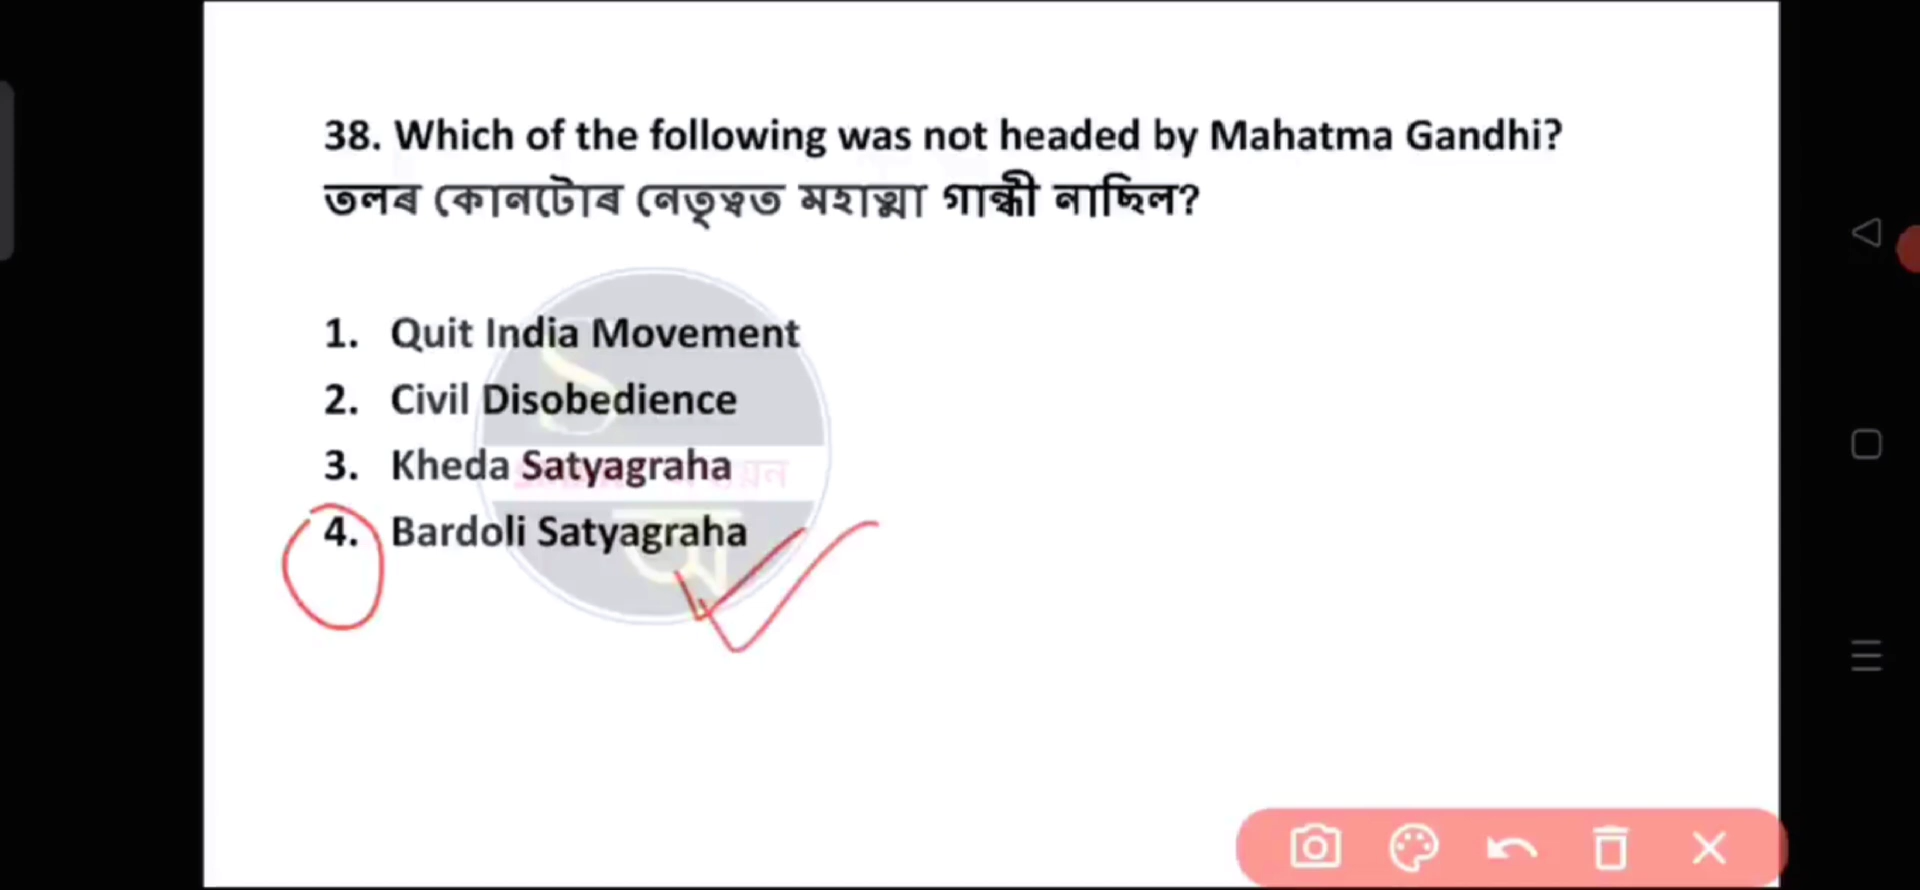 38. Which of the following was not headed by Mahatma Gandhi?
তলৰ কোনটোৰ নেতৃত্বত মহাত্মা গান্ধী নাছিল?
1. Quit India Movement
2. Civil Disobedience
3. Kheda Satyagraha
4. Bardoli Satyagraha